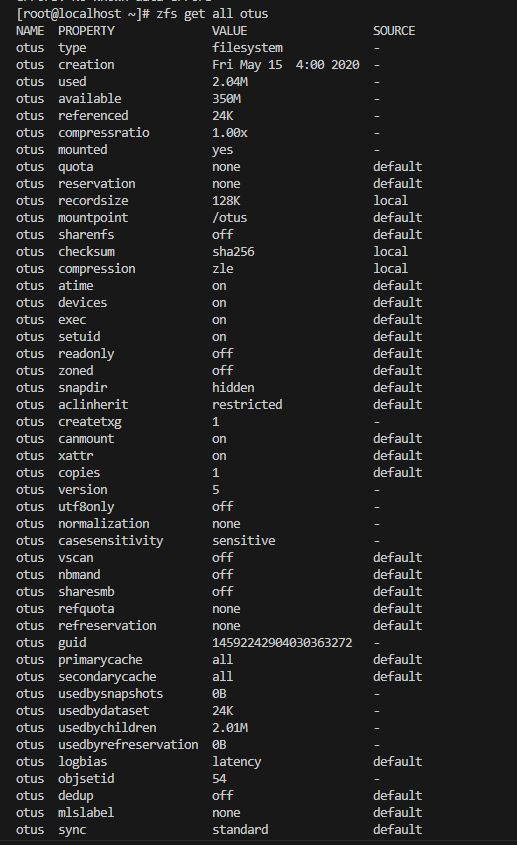 [root@localhost ~]# zfs get all otus
NAME  PROPERTY              VALUE                  SOURCE
otus  type                  filesystem             -
otus  creation              Fri May 15  4:00 2020  -
otus  used                  2.04M                  -
otus  available             350M                   -
otus  referenced            24K                    -
otus  compressratio         1.00x                  -
otus  mounted               yes                    -
otus  quota                 none                   default
otus  reservation           none                   default
otus  recordsize            128K                   local
otus  mountpoint            /otus                  default
otus  sharenfs              off                    default
otus  checksum              sha256                 local
otus  compression           zle                    local
otus  atime                 on                     default
otus  devices               on                     default
otus  exec                  on                     default
otus  setuid                on                     default
otus  readonly              off                    default
otus  zoned                 off                    default
otus  snapdir               hidden                 default
otus  aclinherit            restricted             default
otus  createtxg             1                      -
otus  canmount              on                     default
otus  xattr                 on                     default
otus  copies                1                      default
otus  version               5                      -
otus  utf8only              off                    -
otus  normalization         none                   -
otus  casesensitivity       sensitive              -
otus  vscan                 off                    default
otus  nbmand                off                    default
otus  sharesmb              off                    default
otus  refquota              none                   default
otus  refreservation        none                   default
otus  guid                  14592242904030363272   -
otus  primarycache          all                    default
otus  secondarycache        all                    default
otus  usedbysnapshots       0B                     -
otus  usedbydataset         24K                    -
otus  usedbychildren        2.01M                  -
otus  usedbyrefreservation  0B                     -
otus  logbias               latency                default
otus  objsetid              54                     -
otus  dedup                 off                    default
otus  mlslabel              none                   default
otus  sync                  standard               default